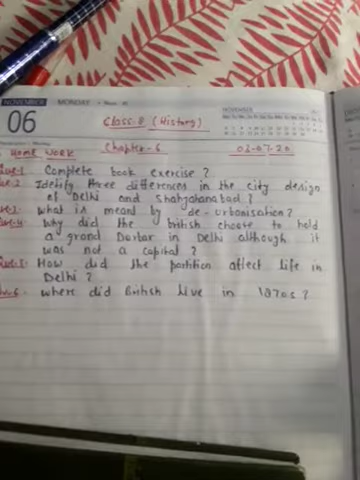 NOVEMBER MONDAY
06
NOVEMBER
Class-8 (History)
HOME WORK Chapter-6 03-07-20
Que-1 Complete book exercise ?
Que-2 Identify three differences in the city design
of Delhi and Shahjahanabad ?
Que-3: what is meant by de-urbanisation ?
Que-4: Why did the british choose to hold
a grand Darbar in Delhi although it
was not a capital ?
Que-5: How did the partition affect life in
Delhi ?
Que-6 where did British live in 1870s ?